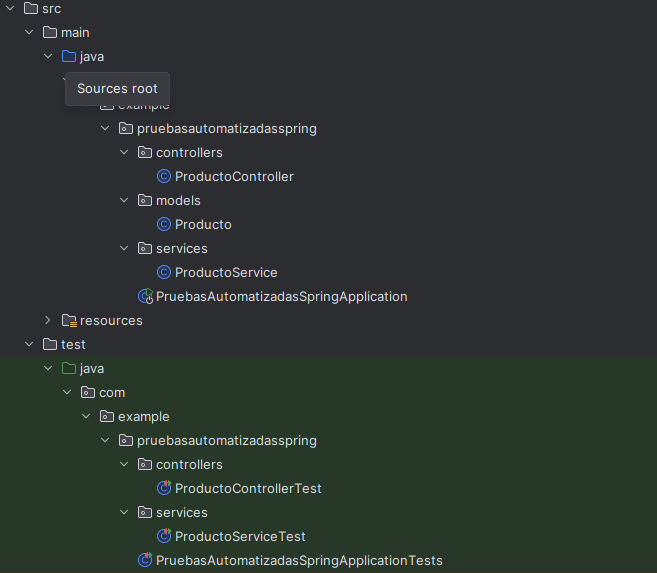 src
main
java
Sources root
example
pruebasautomatizadasspring
controllers
ProductoController
models
Producto
services
ProductoService
PruebasAutomatizadasSpringApplication
resources
test
java
com
example
pruebasautomatizadasspring
controllers
ProductoControllerTest
services
ProductoServiceTest
PruebasAutomatizadasSpringApplicationTests